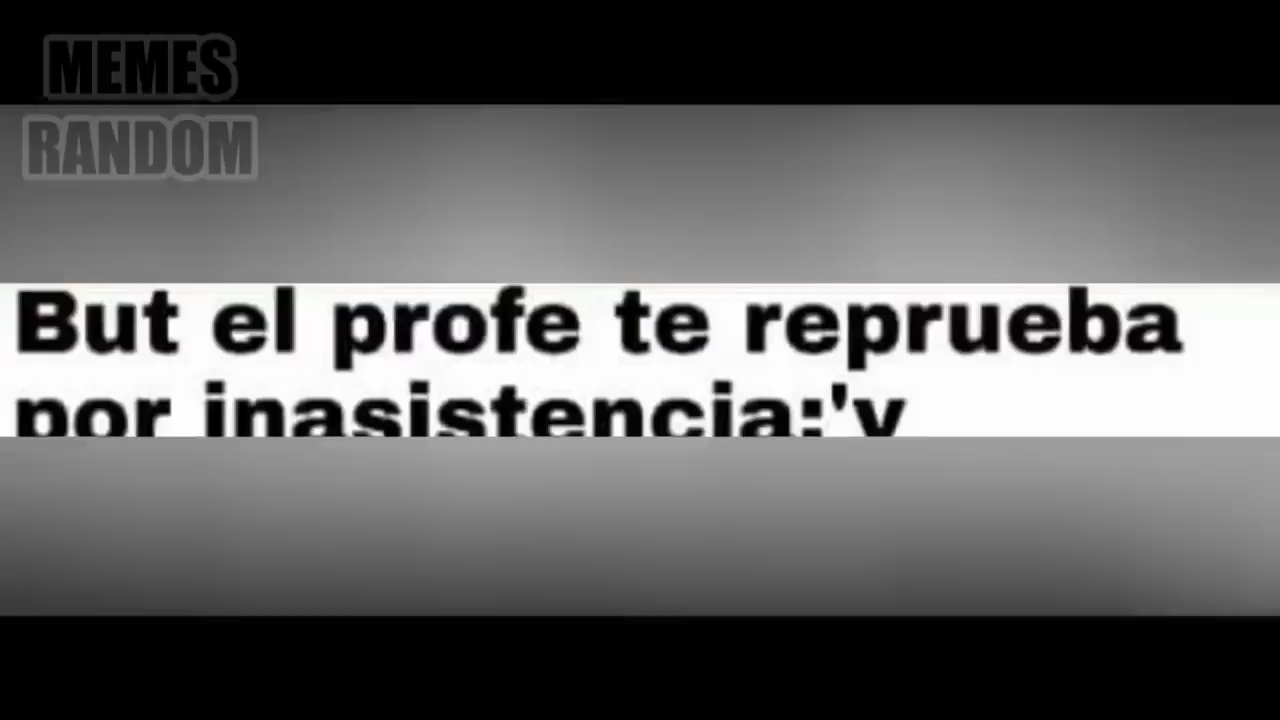 MEMES
RANDOM
But el profe te reprueba
por inasistencia:'v